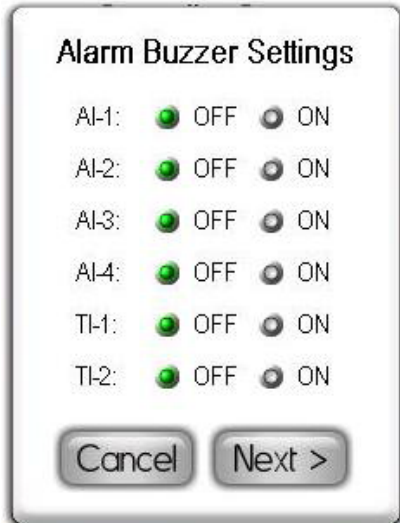 Alarm Buzzer Settings
AI-1: OFF ON
AI-2: OFF ON
AI-3: OFF ON
AI-4: OFF ON
TI-1: OFF ON
TI-2: OFF ON
Cancel Next >